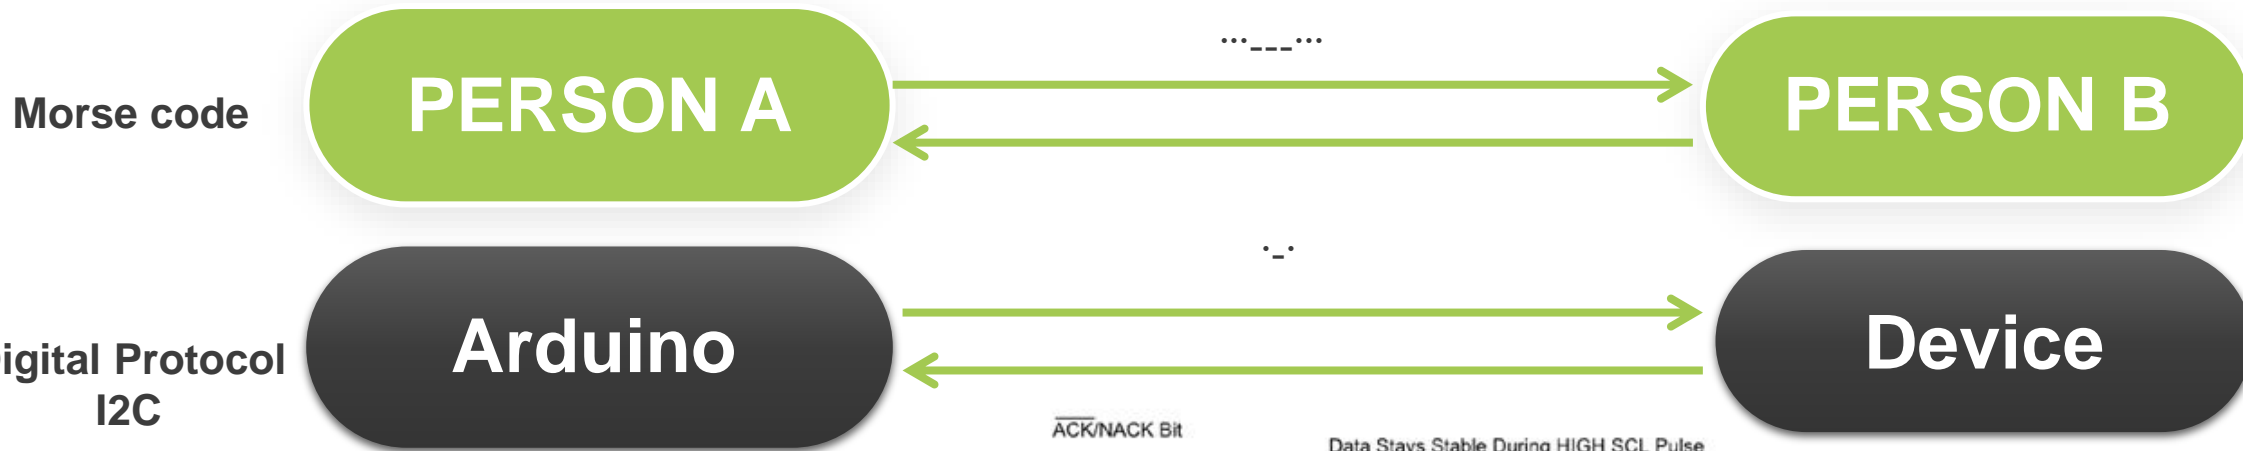 ...___...
Morse code
PERSON A
PERSON B
._.
Arduino
Device
igital Protocol
I2C
ACK/NACK Bit
Data Stays Stable During HIGH SCL Pulse